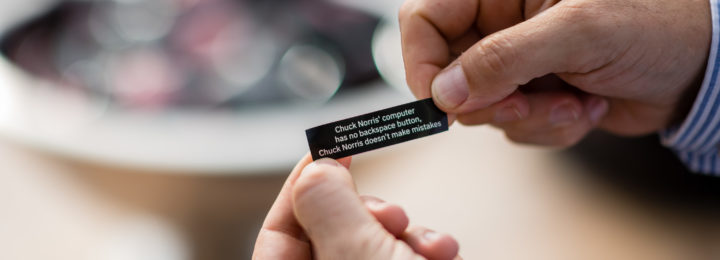 Chuck Norris' computer
has no backspace button,
Chuck Norris doesn't make mistakes